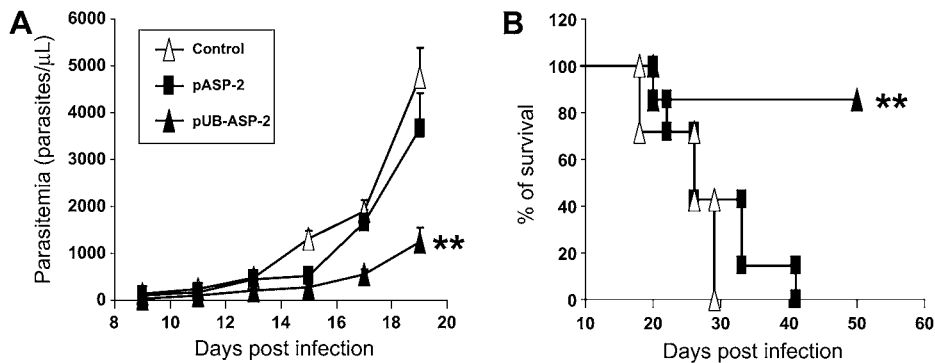 A
Parasitemia (parasites/μL)
6000
5000
4000
3000
2000
1000
0
Control
pASP-2
pUB-ASP-2
**
8 10 12 14 16 18 20
Days post infection
B
% of survival
120
100
80
60
40
20
0
**
10 20 30 40 50 60
Days post infection